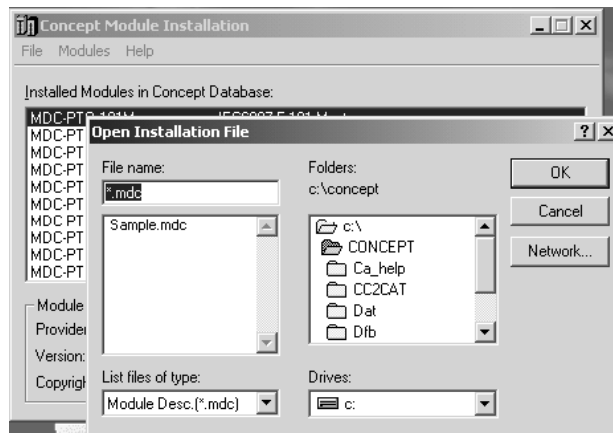 Concept Module Installation
File Modules Help
Installed Modules in Concept Database:
MDC-PT
MDC-PT
MDC-PT
MDC-PT
MDC-PT
MDC-PT
MDC PT
MDC-PT
MDC-PT
MDC-PT
Module
Provider
Version:
Copyrigh
Open Installation File
File name:
*.mdc
Sample.mdc
List files of type:
Module Desc.(*.mdc)
Folders:
c:\concept
c:\
CONCEPT
Ca_help
CC2CAT
Dat
Dfb
Drives:
c:
OK
Cancel
Network...